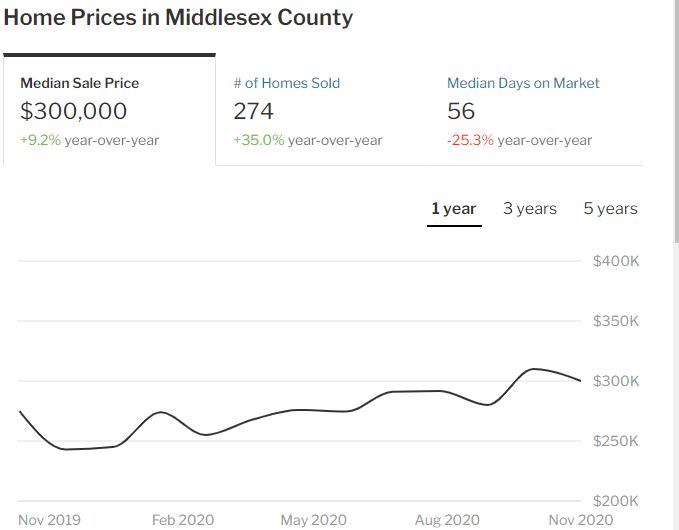 Home Prices in Middlesex County
Median Sale Price
$300,000
+9.2% year-over-year
# of Homes Sold
274
+35.0% year-over-year
Median Days on Market
56
-25.3% year-over-year
1 year 3 years 5 years
$400K
$350K
$300K
$250K
$200K
Nov 2019 Feb 2020 May 2020 Aug 2020 Nov 2020